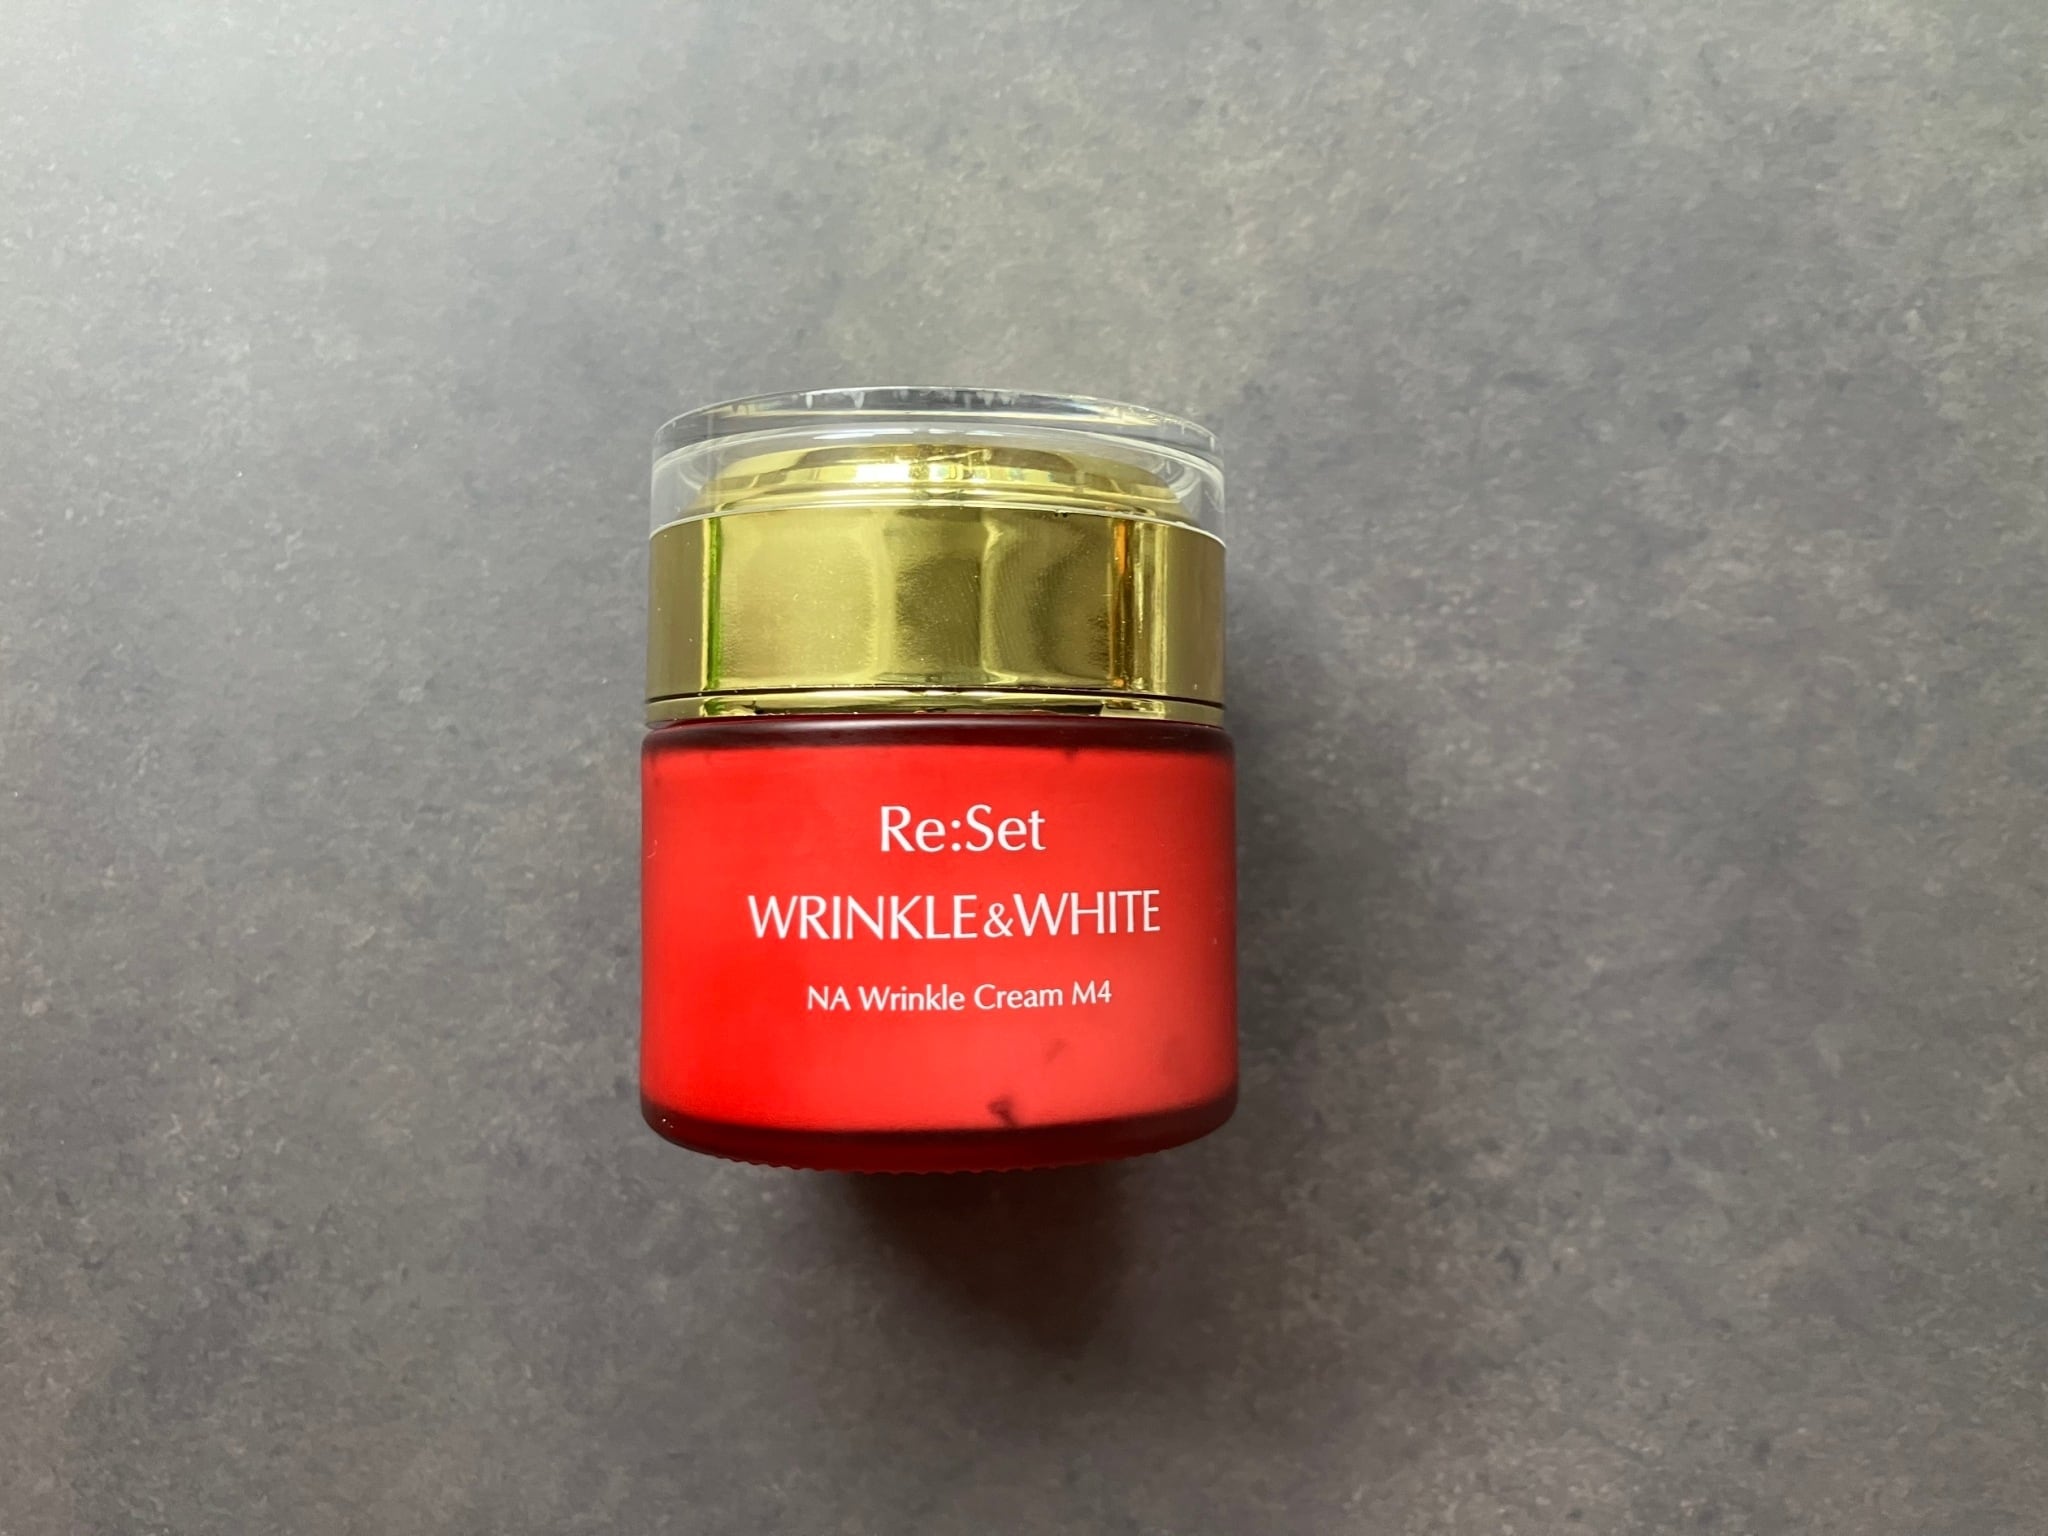 Re:Set
WRINKLE&WHITE
NA Wrinkle Cream M4